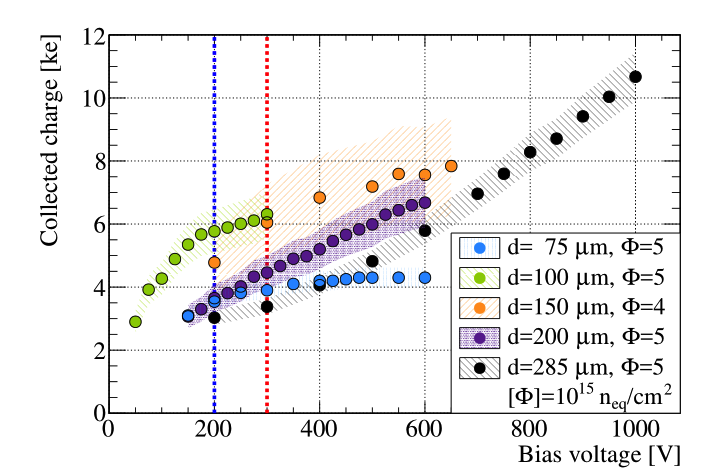 Collected charge [ke]
12
10
8
6
4
2
0
0 200 400 600 800 1000
Bias voltage [V]
d= 75 μm, Φ=5
d=100 μm, Φ=5
d=150 μm, Φ=4
d=200 μm, Φ=5
d=285 μm, Φ=5
[Φ]=10¹⁵ n_eq/cm²